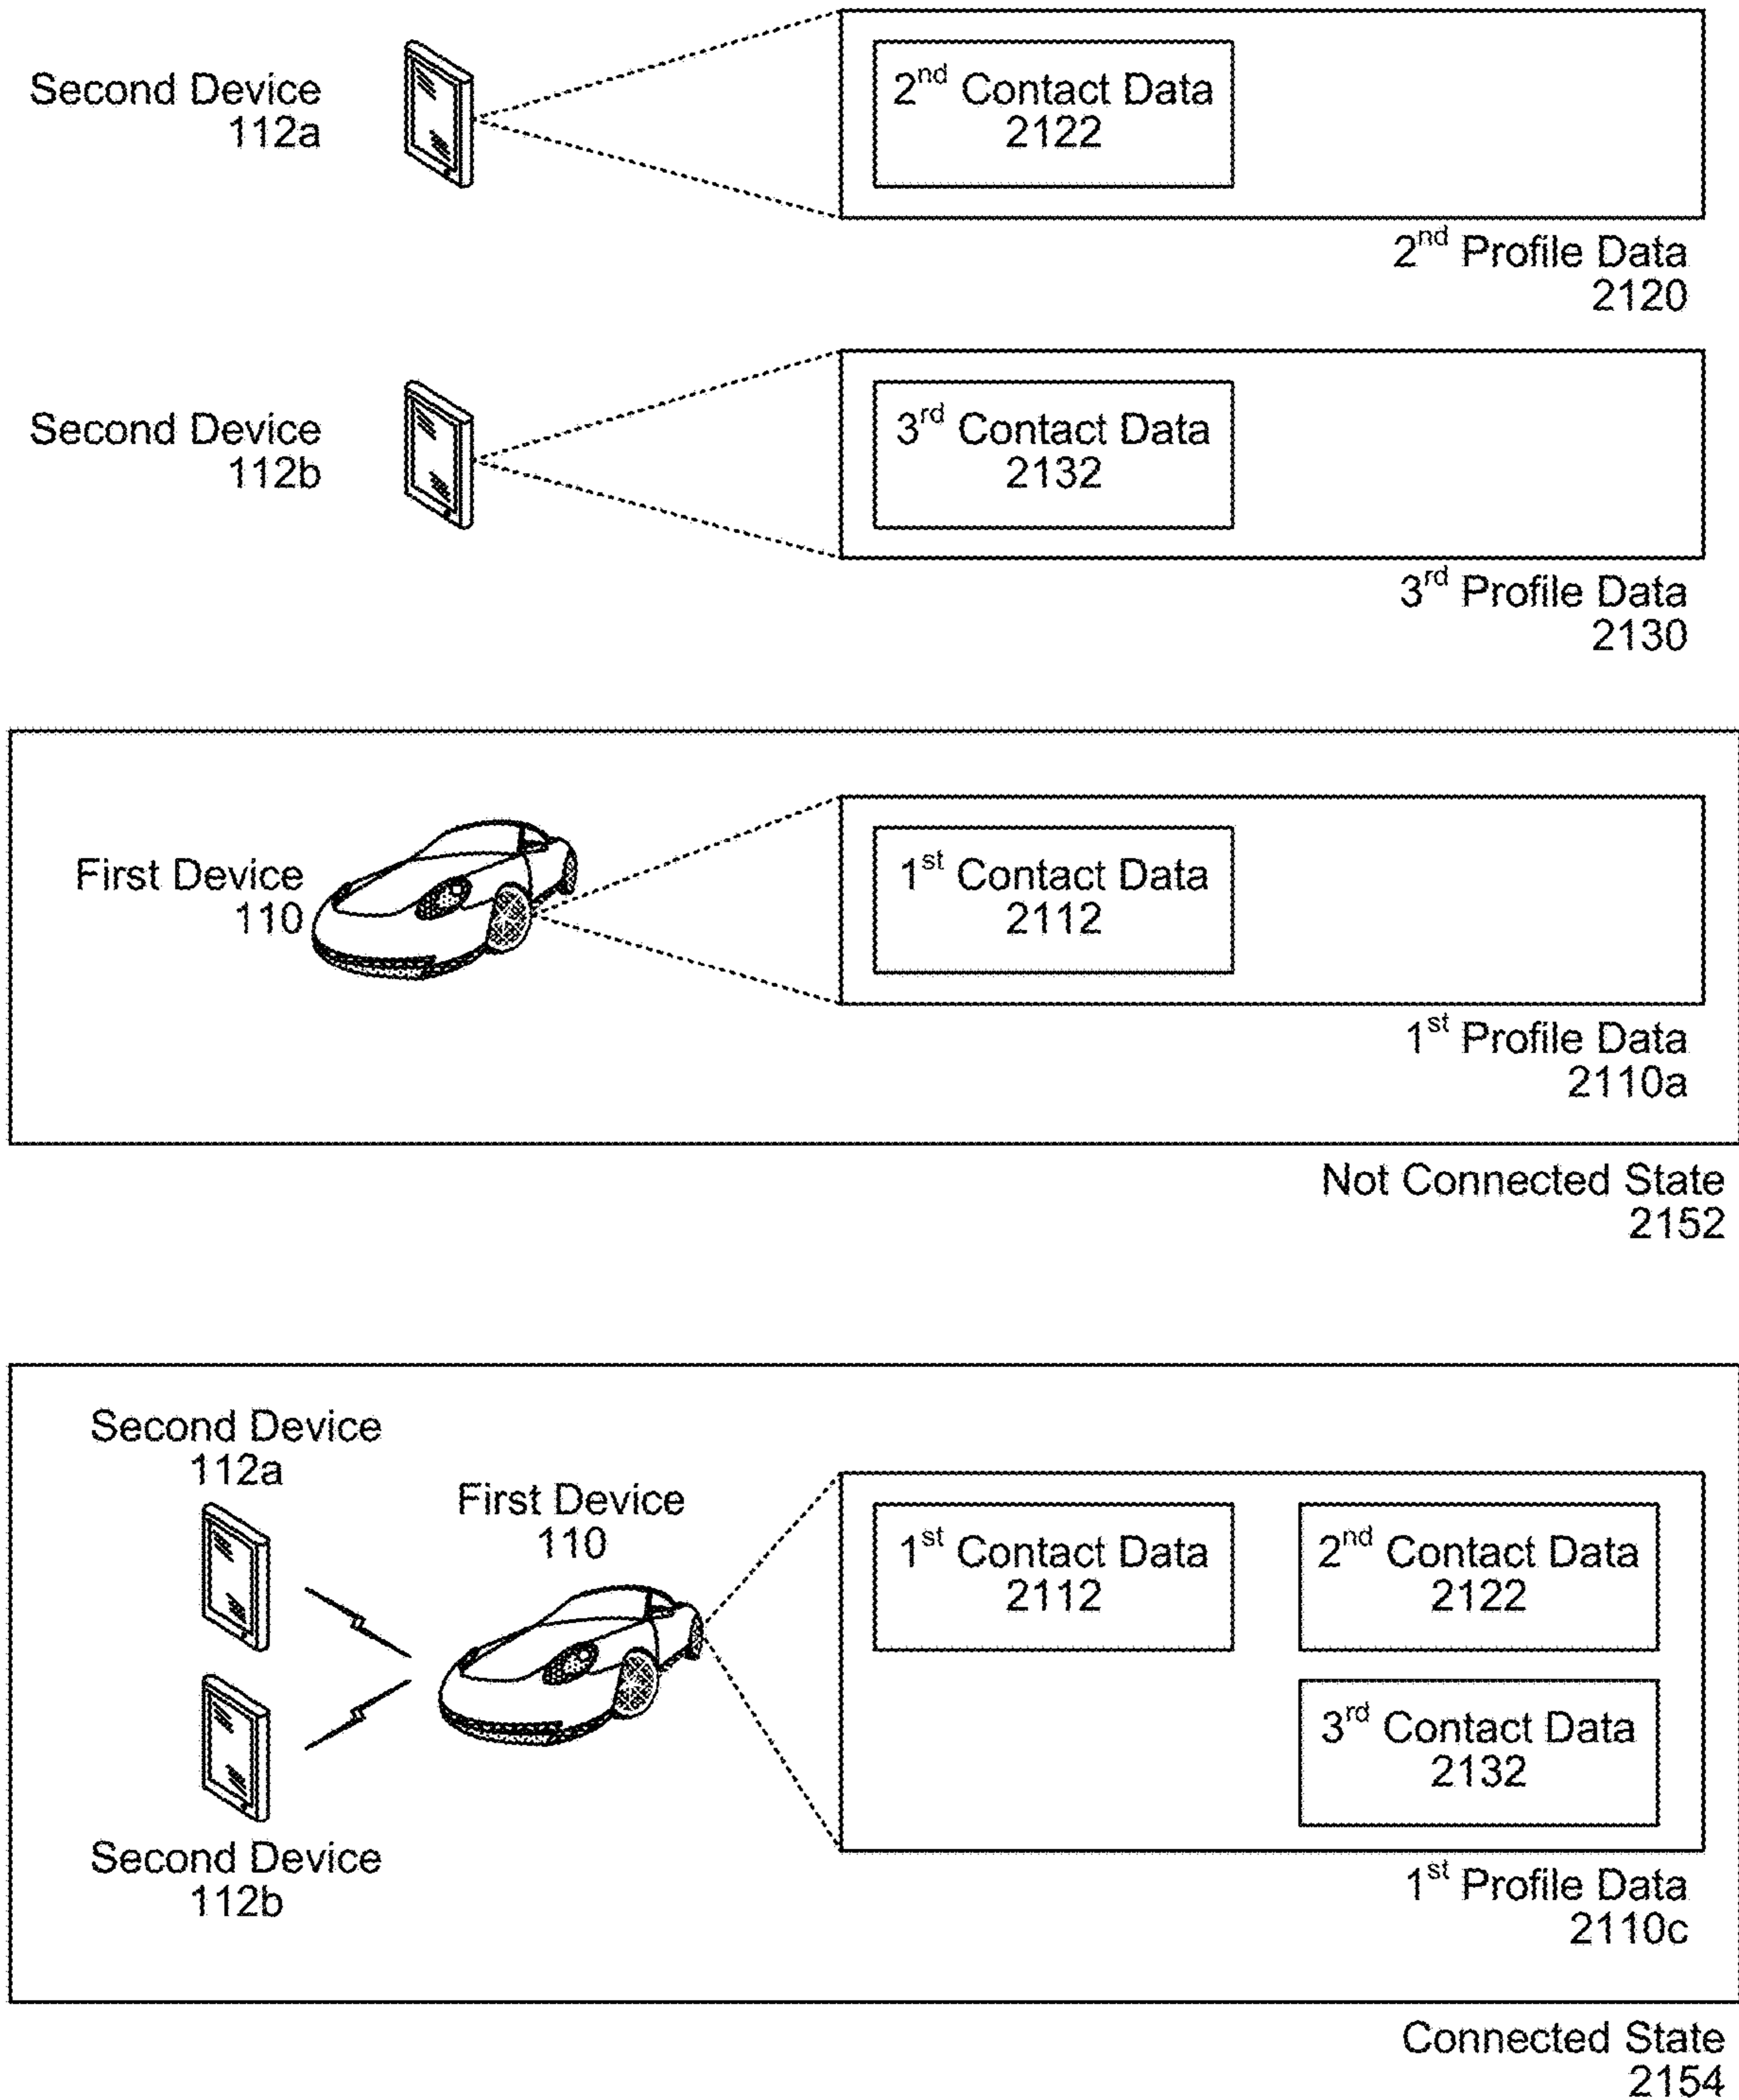 Second Device
112a
2nd Contact Data
2122
2nd Profile Data
2120
Second Device
112b
3rd Contact Data
2132
3rd Profile Data
2130
First Device
110
1st Contact Data
2112
1st Profile Data
2110a
Not Connected State
2152
Second Device
112a
First Device
110
Second Device
112b
1st Contact Data
2112
2nd Contact Data
2122
3rd Contact Data
2132
1st Profile Data
2110c
Connected State
2154